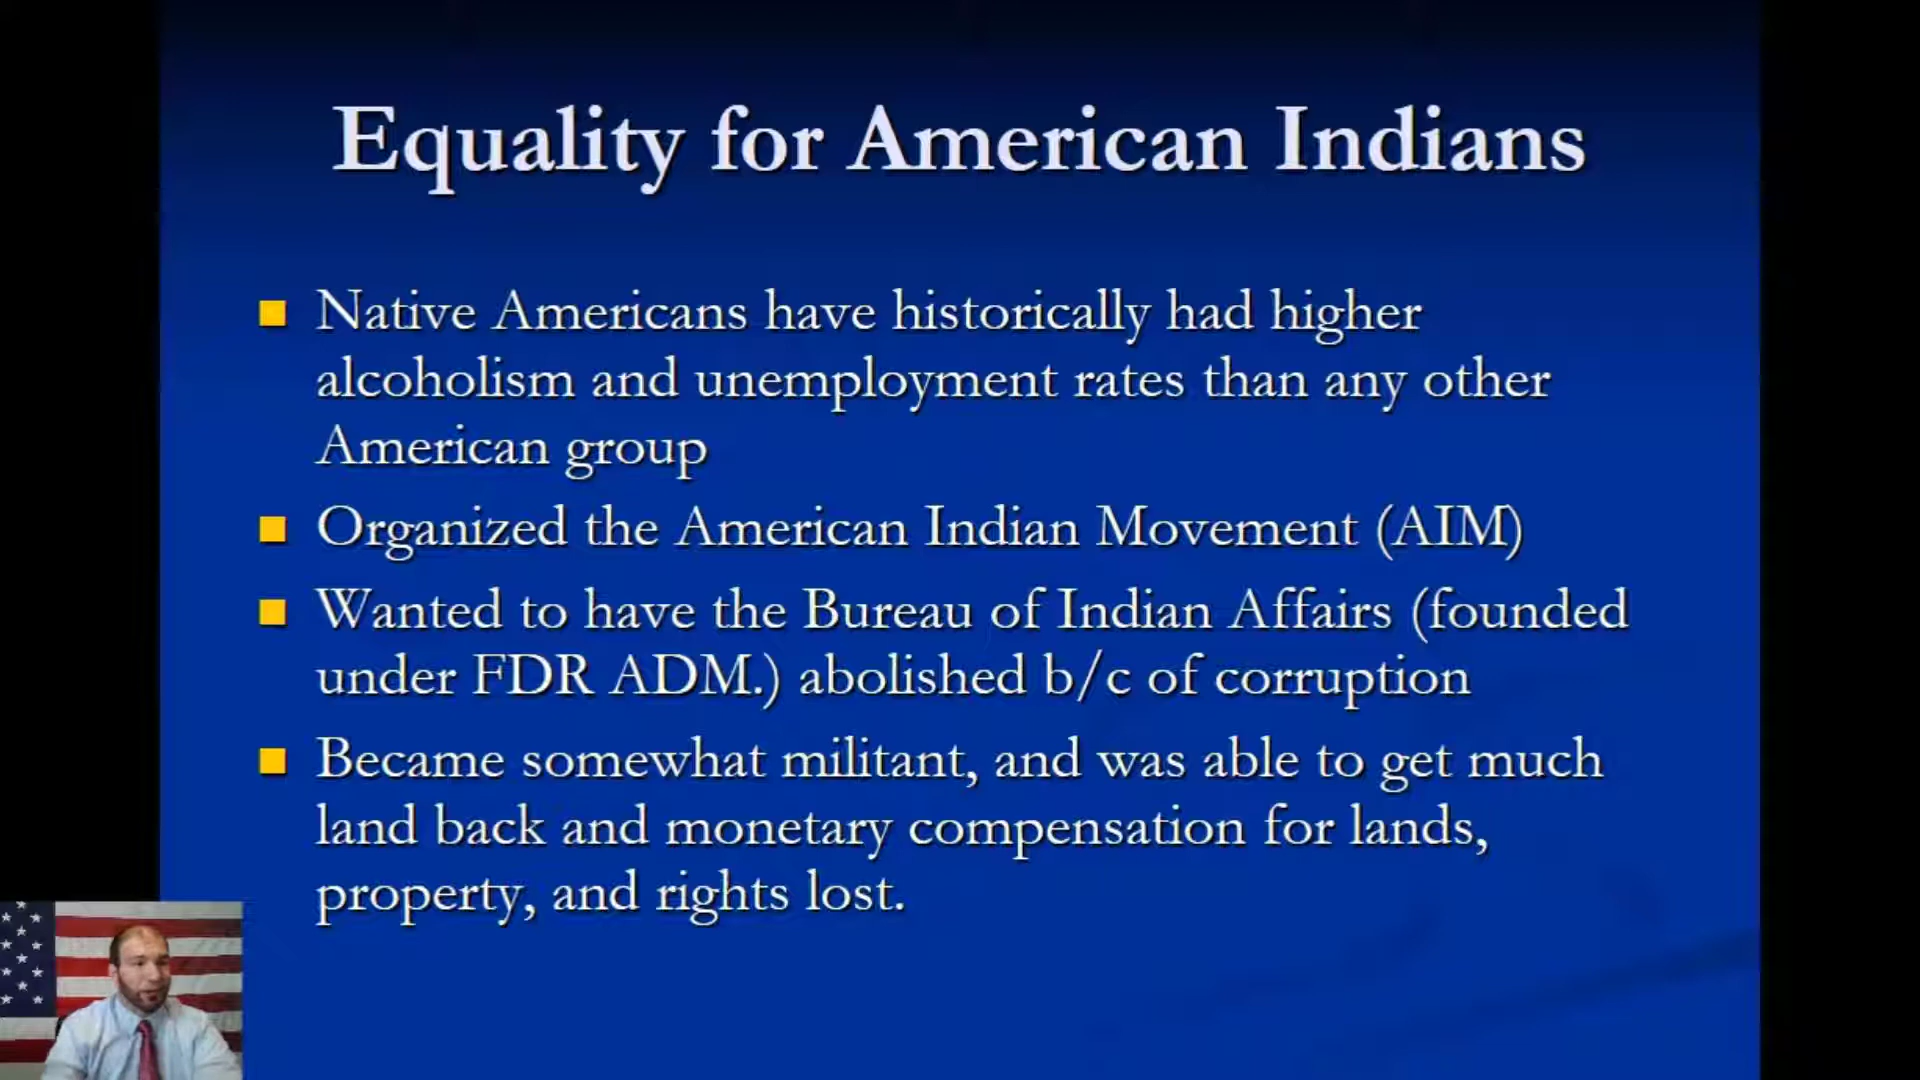 Equality for American Indians
Native Americans have historically had higher
alcoholism and unemployment rates than any other
American group
Organized the American Indian Movement (AIM)
Wanted to have the Bureau of Indian Affairs (founded
under FDR ADM.) abolished b/c of corruption
Became somewhat militant, and was able to get much
land back and monetary compensation for lands,
property, and rights lost.